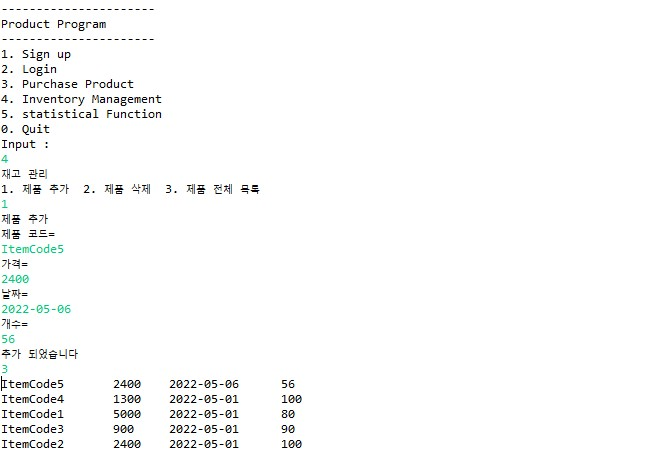 ----------------------
Product Program
----------------------
1. Sign up
2. Login
3. Purchase Product
4. Inventory Management
5. statistical Function
0. Quit
Input :
4
재고 관리
1. 제품 추가  2. 제품 삭제  3. 제품 전체 목록
1
제품 추가
제품 코드=
ItemCode5
가격=
2400
날짜=
2022-05-06
개수=
56
추가 되었습니다
3
ItemCode5	2400	2022-05-06	56
ItemCode4	1300	2022-05-01	100
ItemCode1	5000	2022-05-01	80
ItemCode3	900	2022-05-01	90
ItemCode2	2400	2022-05-01	100